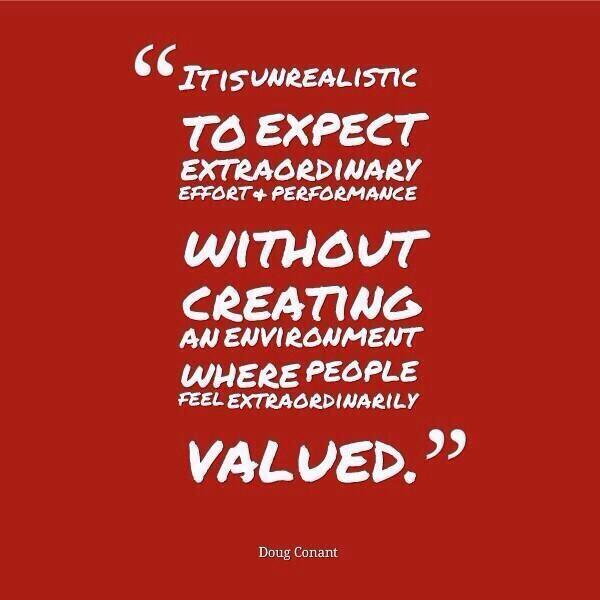 “IT IS UNREALISTIC
TO EXPECT
EXTRAORDINARY
EFFORT & PERFORMANCE
WITHOUT
CREATING
AN ENVIRONMENT
WHERE PEOPLE
FEEL EXTRAORDINARILY
VALUED.”
Doug Conant